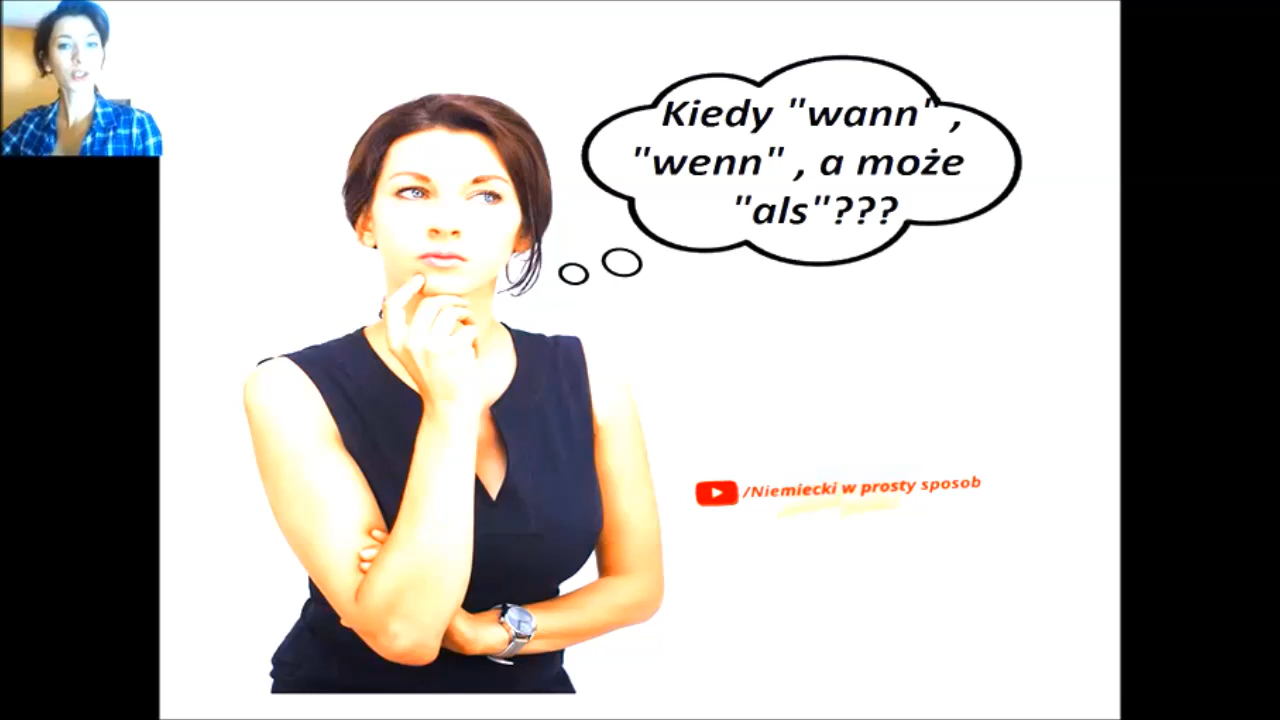 Kiedy "wann" ,
"wenn" , a może
"als"???
/Niemiecki w prosty sposob